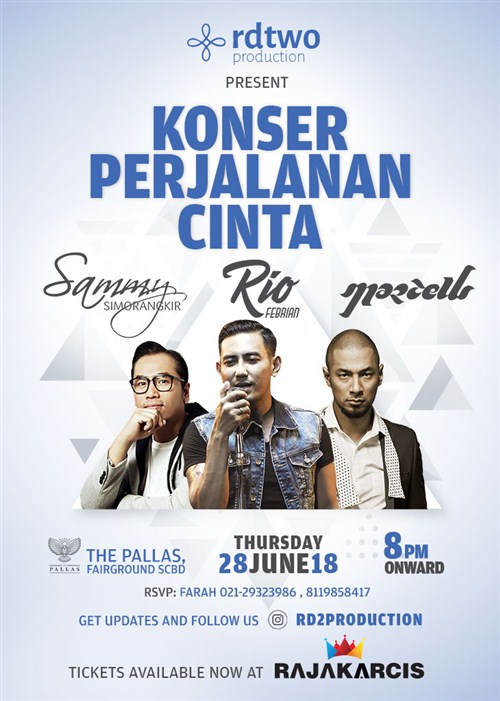 rdtwo
production
PRESENT
KONSER
PERJALANAN
CINTA
Sammy
SIMORANGKIR
Rio
FEBRIAN
marcell
THE PALLAS,
FAIRGROUND SCBD
PALLAS
THURSDAY
28JUNE18
8PM
ONWARD
RSVP: FARAH 021-29323986 , 8119858417
GET UPDATES AND FOLLOW US RD2PRODUCTION
TICKETS AVAILABLE NOW AT RAJAKARCIS